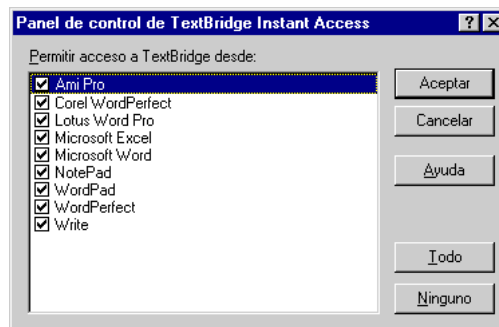 Panel de control de TextBridge Instant Access
Permitir acceso a TextBridge desde:
Ami Pro
Corel WordPerfect
Lotus Word Pro
Microsoft Excel
Microsoft Word
NotePad
WordPad
WordPerfect
Write
Aceptar
Cancelar
Ayuda
Todo
Ninguno